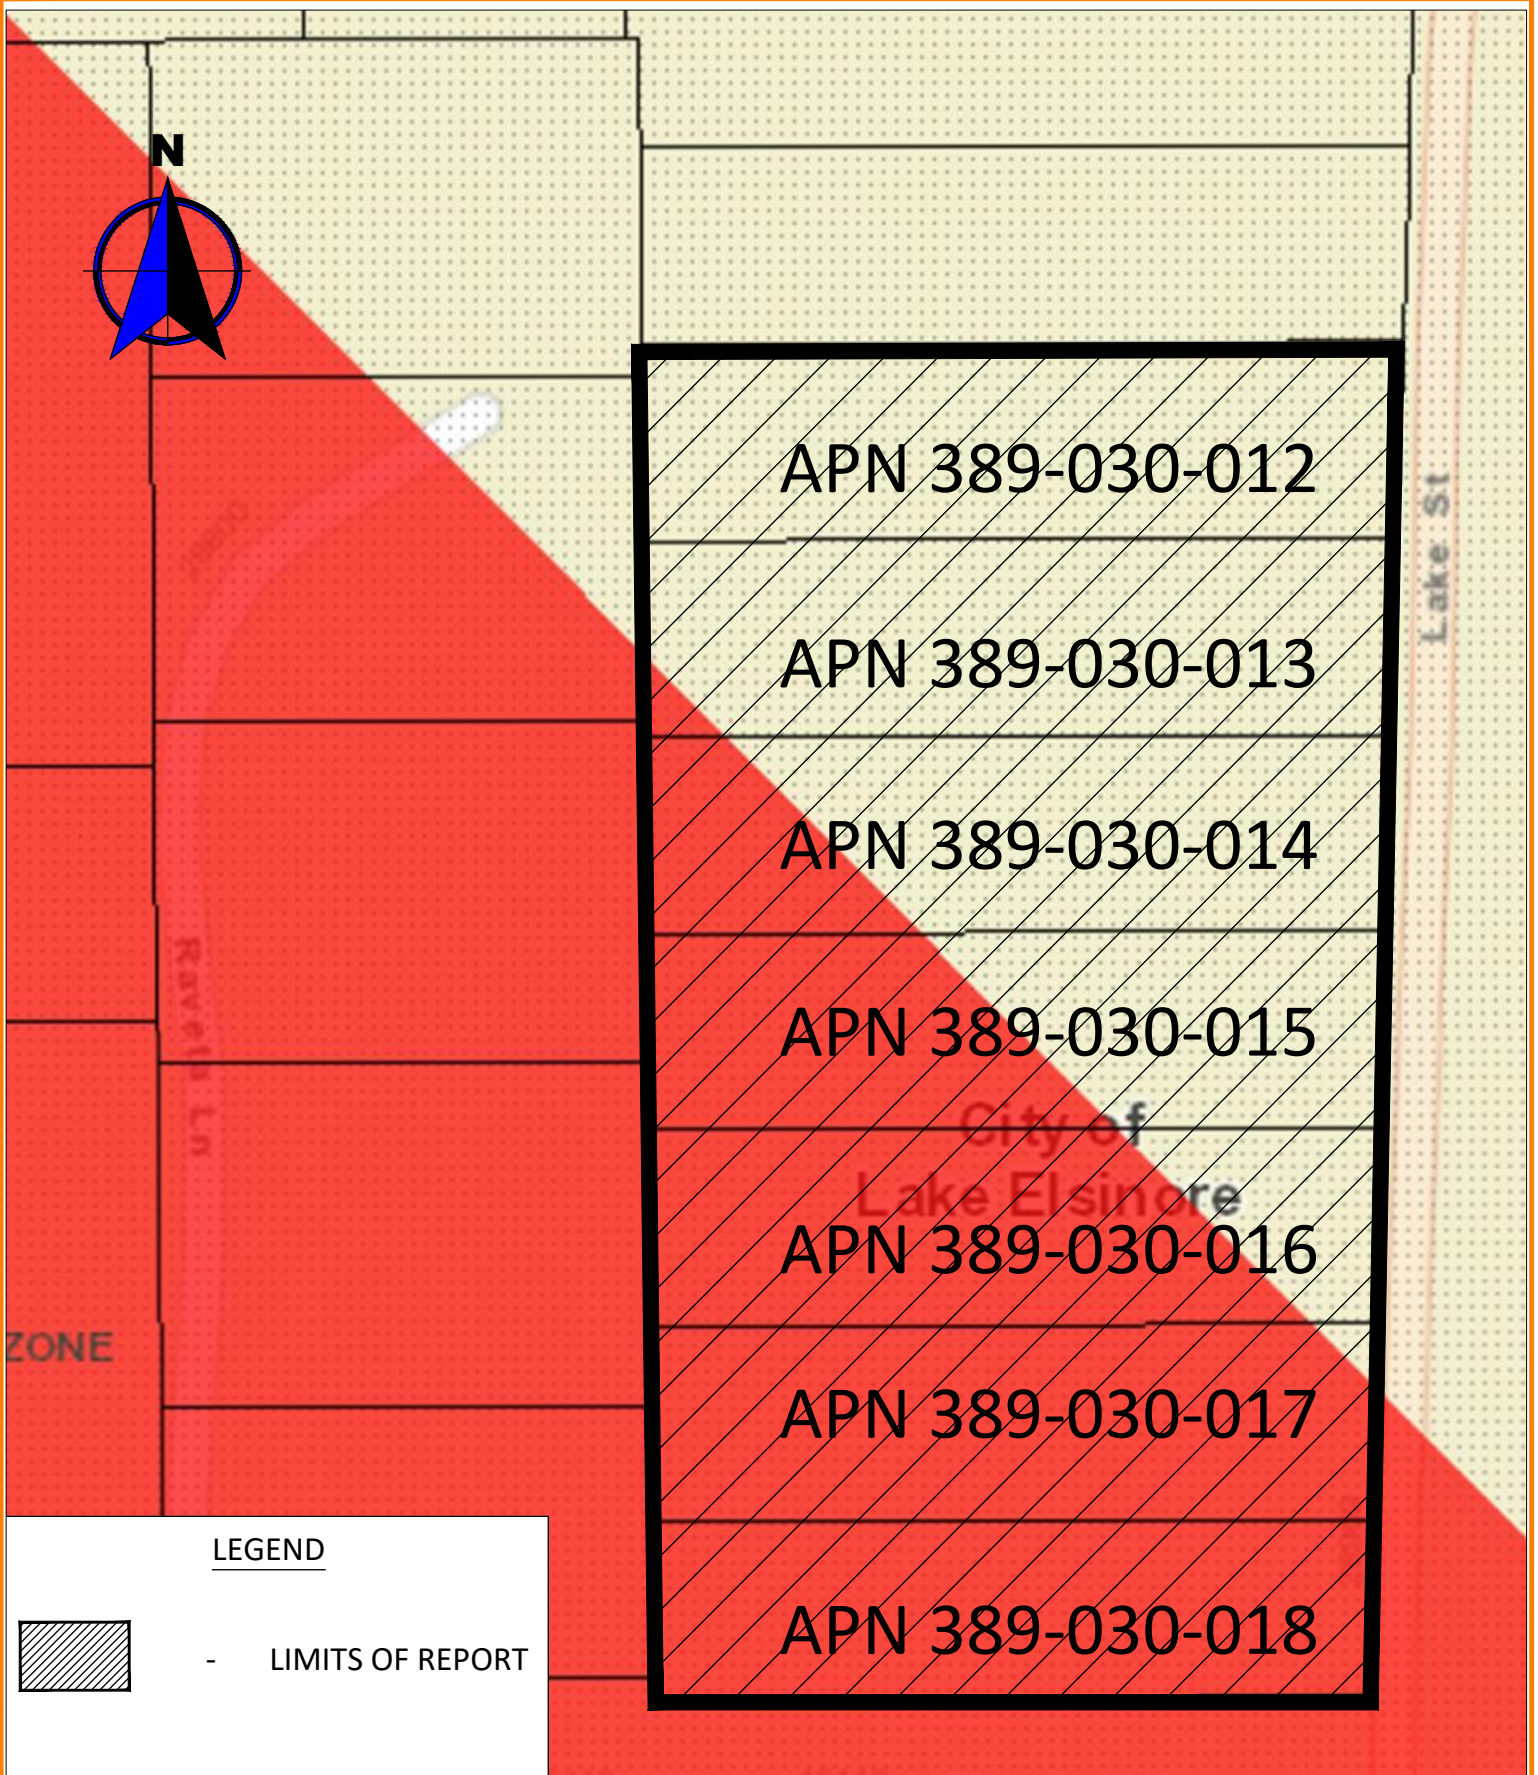 N
APN 389-030-012
Lake St
APN 389-030-013
APN 389-030-014
APN 389-030-015
Ln
City of
Lake Elsinore
APN 389-030-016
ZONE
APN 389-030-017
LEGEND
- LIMITS OF REPORT
APN 389-030-018